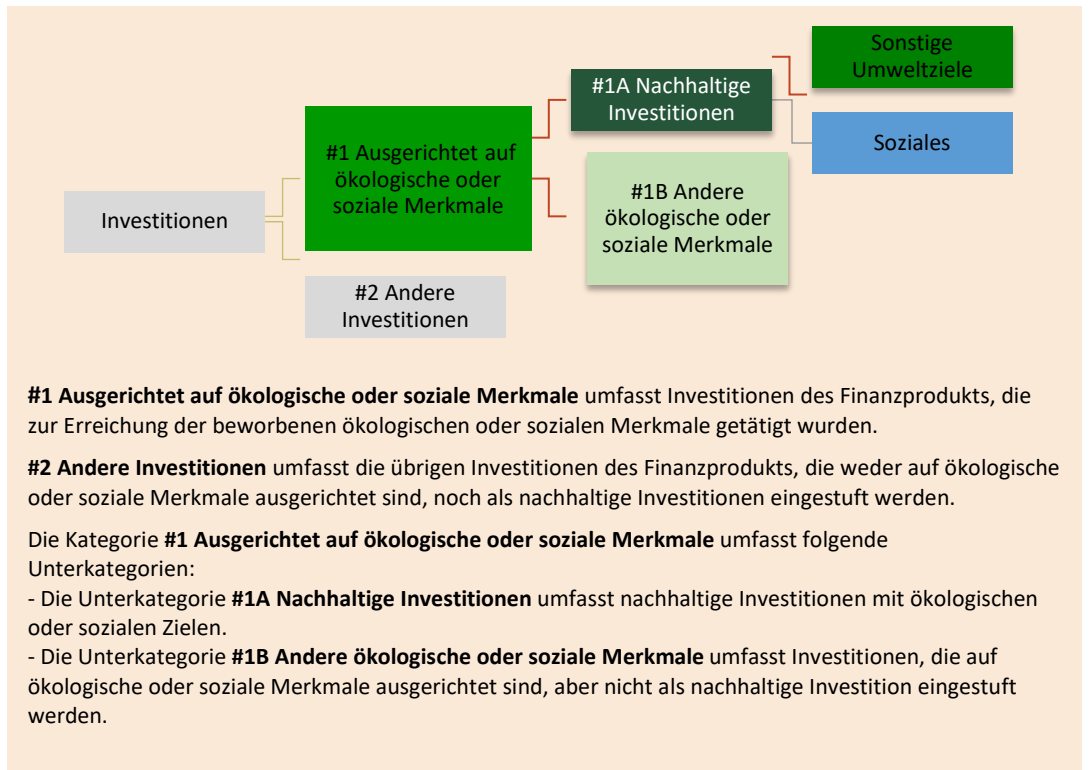 Sonstige
Umweltziele
#1A Nachhaltige
Investitionen
Soziales
#1 Ausgerichtet auf
ökologische oder
soziale Merkmale
#1B Andere
ökologische oder
soziale Merkmale
Investitionen
#2 Andere
Investitionen
#1 Ausgerichtet auf ökologische oder soziale Merkmale umfasst Investitionen des Finanzprodukts, die
zur Erreichung der beworbenen ökologischen oder sozialen Merkmale getätigt wurden.
#2 Andere Investitionen umfasst die übrigen Investitionen des Finanzprodukts, die weder auf ökologische
oder soziale Merkmale ausgerichtet sind, noch als nachhaltige Investitionen eingestuft werden.
Die Kategorie #1 Ausgerichtet auf ökologische oder soziale Merkmale umfasst folgende
Unterkategorien:
- Die Unterkategorie #1A Nachhaltige Investitionen umfasst nachhaltige Investitionen mit ökologischen
oder sozialen Zielen.
- Die Unterkategorie #1B Andere ökologische oder soziale Merkmale umfasst Investitionen, die auf
ökologische oder soziale Merkmale ausgerichtet sind, aber nicht als nachhaltige Investition eingestuft
werden.